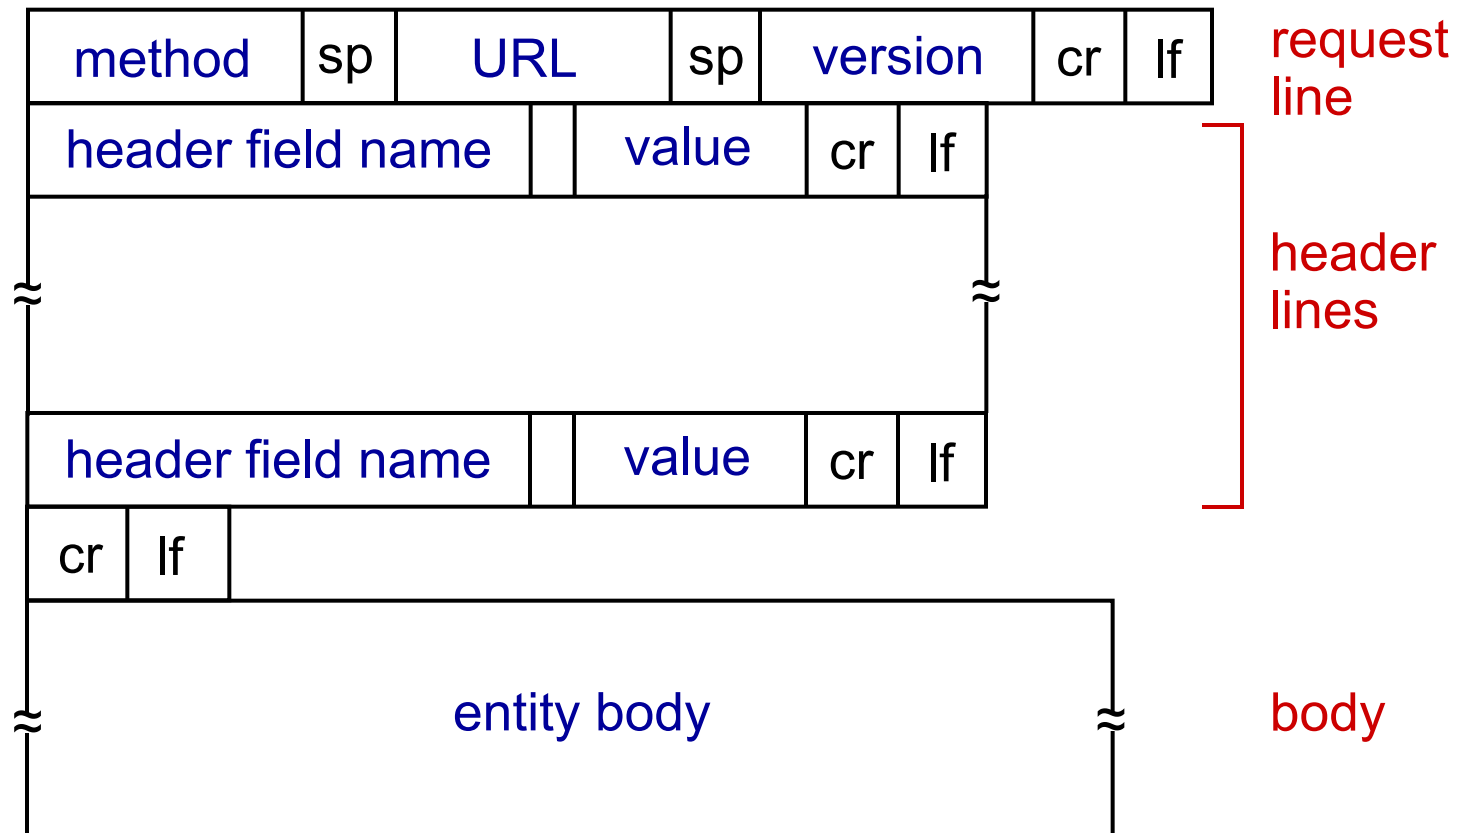 method sp URL sp version cr lf
request
line
header field name value cr lf
header
lines
header field name value cr lf
cr lf
entity body
body